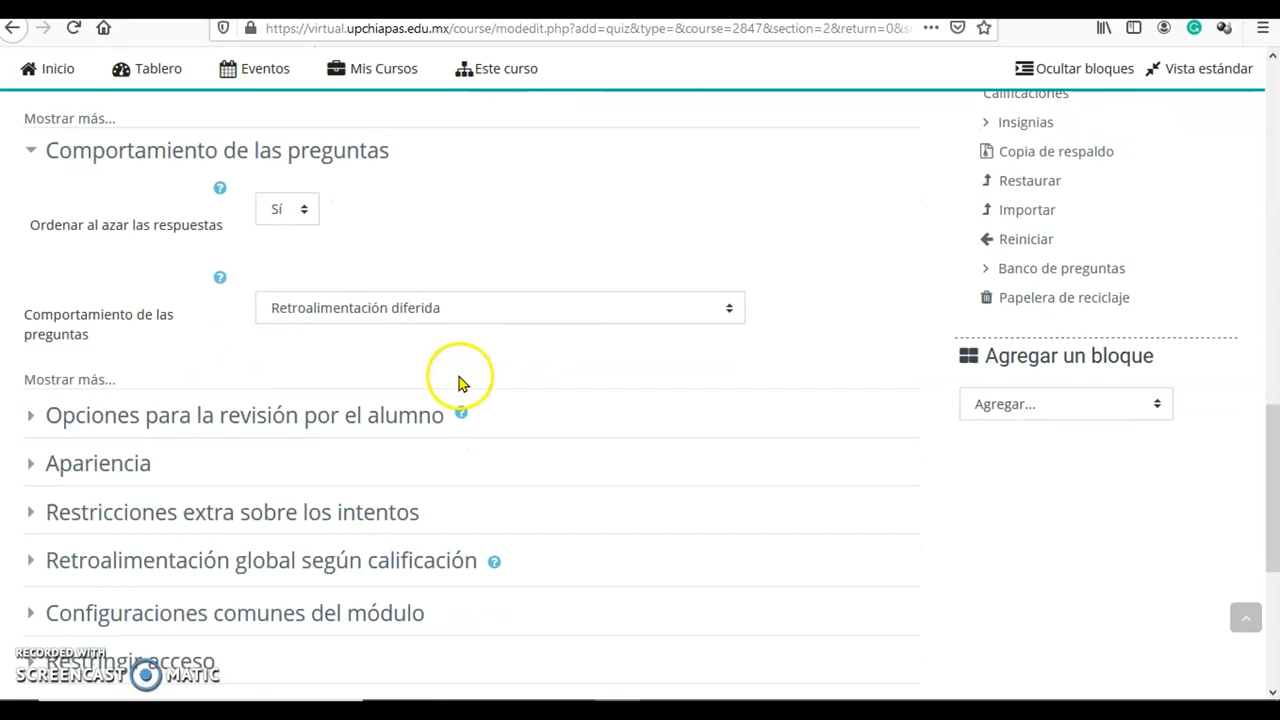 https://virtual.upchiapas.edu.mx/course/modedit.php?add=quiz&type=&course=2847&section=2&return=0&s
Inicio
Tablero
Eventos
Mis Cursos
Este curso
Ocultar bloques
Vista estándar
Mostrar más...
Comportamiento de las preguntas
Ordenar al azar las respuestas
Sí
Comportamiento de las
preguntas
Retroalimentación diferida
Mostrar más...
Opciones para la revisión por el alumno
Apariencia
Restricciones extra sobre los intentos
Retroalimentación global según calificación
Configuraciones comunes del módulo
Restringir acceso
RECORDED WITH
SCREENCAST MATIC
Calificaciones
Insignias
Copia de respaldo
Restaurar
Importar
Reiniciar
Banco de preguntas
Papelera de reciclaje
Agregar un bloque
Agregar...